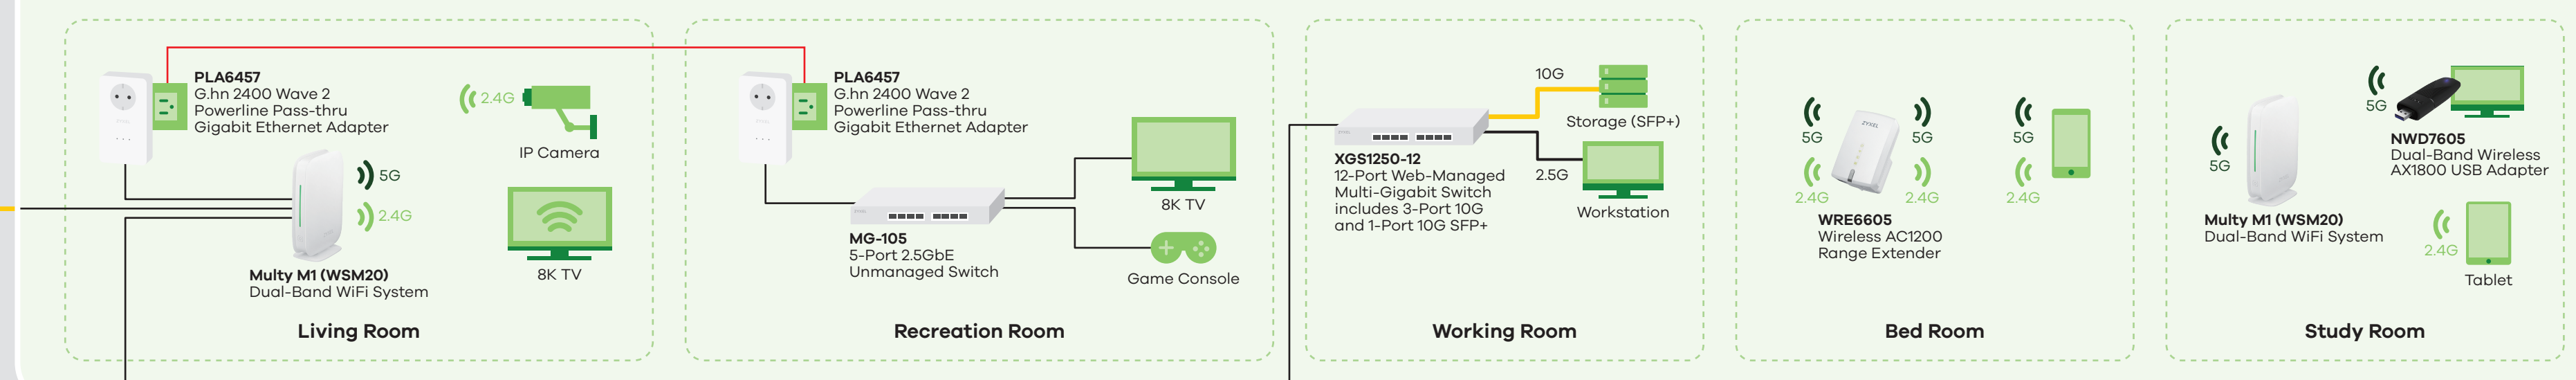 PLA6457
G.hn 2400 Wave 2
Powerline Pass-thru
Gigabit Ethernet Adapter
2.4G
IP Camera
5G
2.4G
8K TV
Multy M1 (WSM20)
Dual-Band WiFi System
Living Room
PLA6457
G.hn 2400 Wave 2
Powerline Pass-thru
Gigabit Ethernet Adapter
8K TV
MG-105
5-Port 2.5GbE
Unmanaged Switch
Game Console
Recreation Room
10G
Storage (SFP+)
XGS1250-12
12-Port Web-Managed
Multi-Gigabit Switch
includes 3-Port 10G
and 1-Port 10G SFP+
2.5G
Workstation
Working Room
5G
ZYXEL
5G
2.4G
2.4G
WRE6605
Wireless AC1200
Range Extender
5G
2.4G
Bed Room
5G
NWD7605
Dual-Band Wireless
AX1800 USB Adapter
5G
Multy M1 (WSM20)
Dual-Band WiFi System
2.4G
Tablet
Study Room